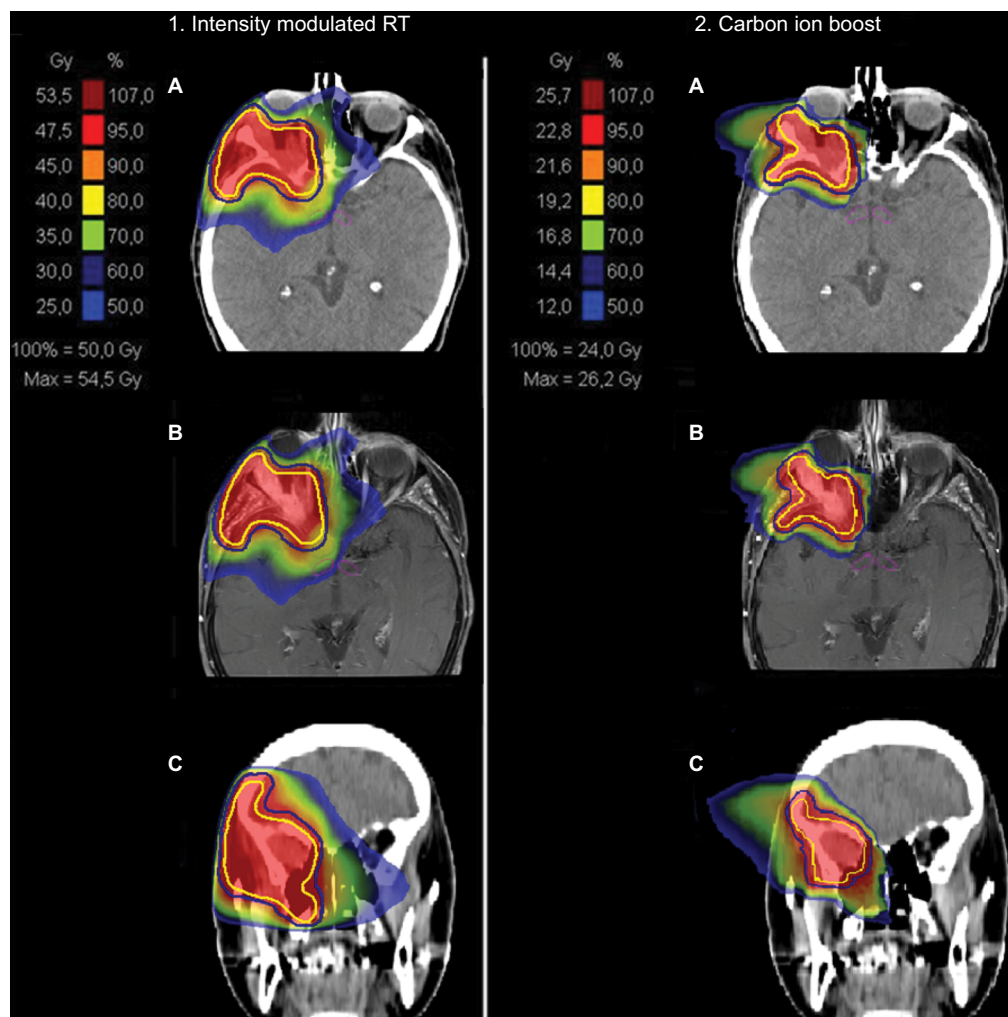 1. Intensity modulated RT
Gy %
53,5 107,0
47,5 95,0
45,0 90,0
40,0 80,0
35,0 70,0
30,0 60,0
25,0 50,0
100% = 50,0 Gy
Max = 54,5 Gy
A
B
C
2. Carbon ion boost
Gy %
25,7 107,0
22,8 95,0
21,6 90,0
19,2 80,0
16,8 70,0
14,4 60,0
12,0 50,0
100% = 24,0 Gy
Max = 26,2 Gy
A
B
C